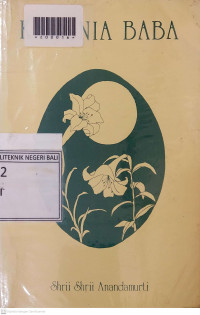 NIA BABA
LITEKNIK NEGERI BALI
2
r
Shrii Shrii Anandamurti